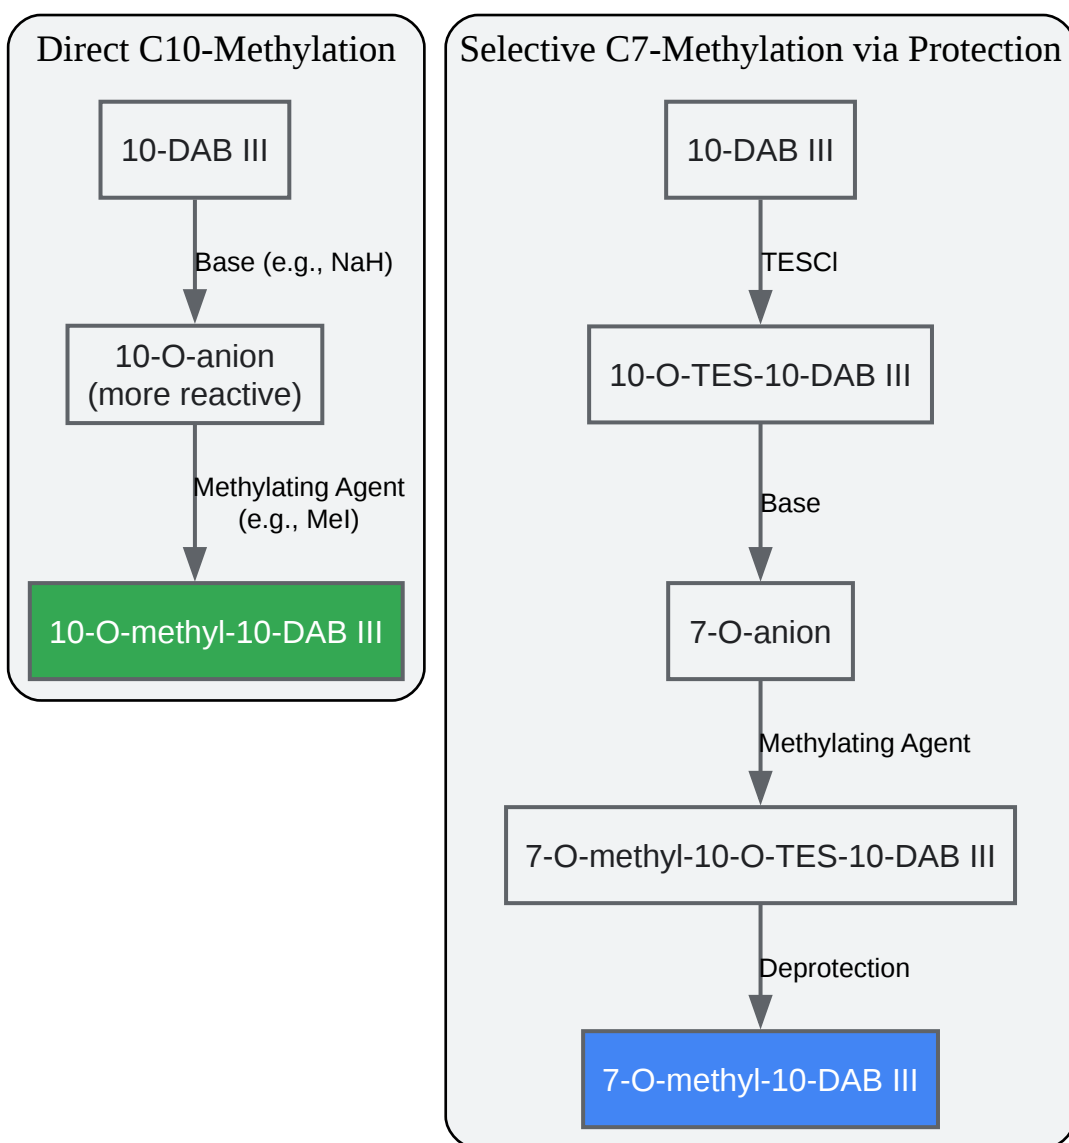 Direct C10-Methylation
10-DAB III
Base (e.g., NaH)
10-O-anion
(more reactive)
Methylating Agent
(e.g., MeI)
10-O-methyl-10-DAB III
Selective C7-Methylation via Protection
10-DAB III
TESCl
10-O-TES-10-DAB III
Base
7-O-anion
Methylating Agent
7-O-methyl-10-O-TES-10-DAB III
Deprotection
7-O-methyl-10-DAB III